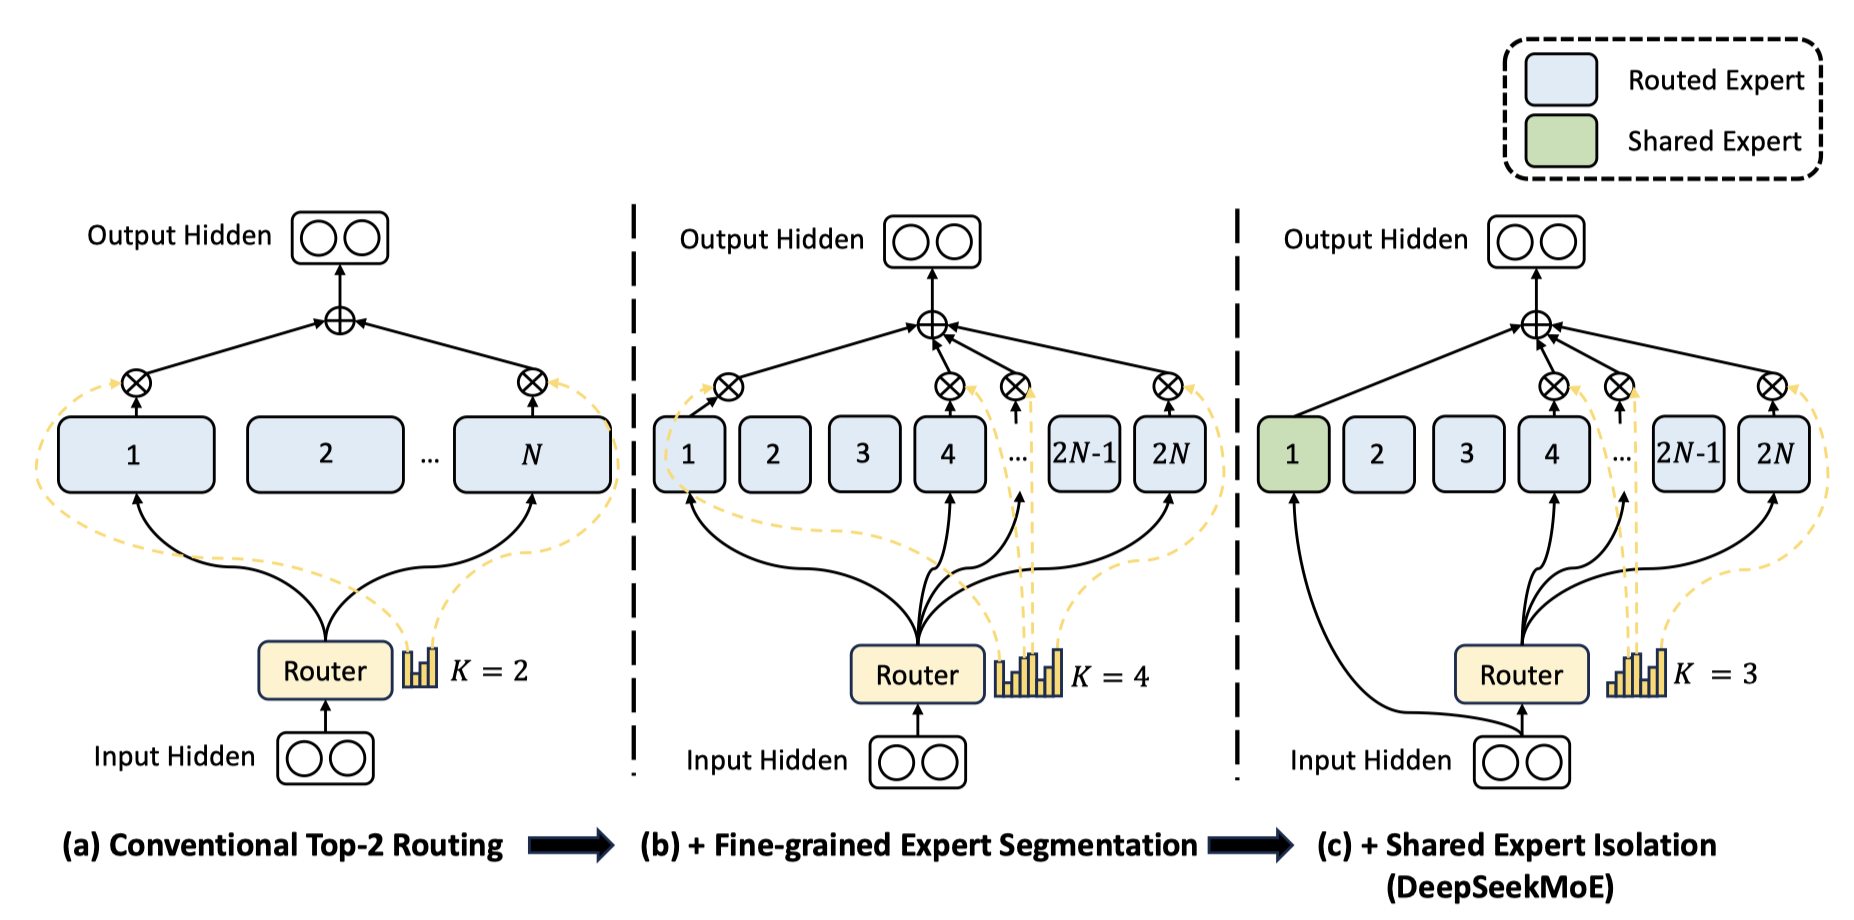 Routed Expert
Shared Expert
Output Hidden
1
2
...
N
Router
K = 2
Input Hidden
(a) Conventional Top-2 Routing
Output Hidden
1
2
3
4
...
2N-1
2N
Router
K = 4
Input Hidden
(b) + Fine-grained Expert Segmentation
Output Hidden
1
2
3
4
...
2N-1
2N
Router
K = 3
Input Hidden
(c) + Shared Expert Isolation
(DeepSeekMoE)